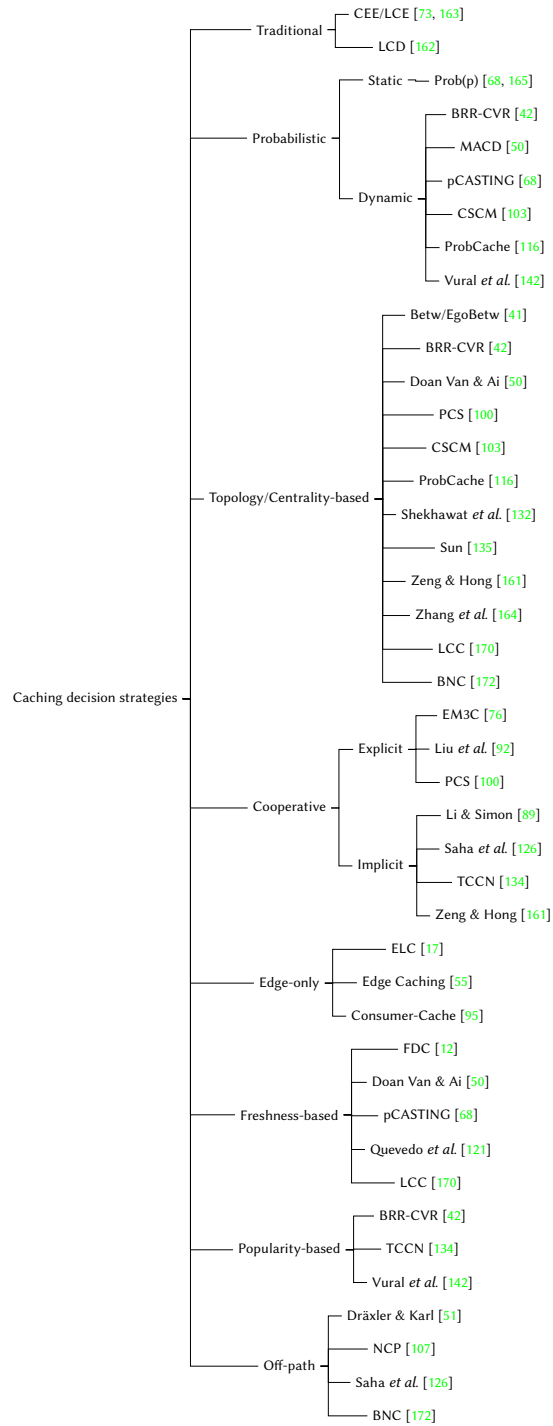 CEE/LCE [73, 163]
Traditional
LCD [162]
Static
Prob(p) [68, 165]
BRR-CVR [42]
Probabilistic
MACD [50]
pCASTING [68]
Dynamic
CSCM [103]
ProbCache [116]
Vural et al. [142]
Betw/EgoBetw [41]
BRR-CVR [42]
Doan Van & Ai [50]
PCS [100]
CSCM [103]
ProbCache [116]
Topology/Centrality-based
Shekhawat et al. [132]
Sun [135]
Zeng & Hong [161]
Zhang et al. [164]
LCC [170]
BNC [172]
Caching decision strategies
EM3C [76]
Explicit
Liu et al. [92]
PCS [100]
Cooperative
Li & Simon [89]
Saha et al. [126]
Implicit
TCCN [134]
Zeng & Hong [161]
ELC [17]
Edge-only
Edge Caching [55]
Consumer-Cache [95]
FDC [12]
Doan Van & Ai [50]
Freshness-based
pCASTING [68]
Quevedo et al. [121]
LCC [170]
BRR-CVR [42]
Popularity-based
TCCN [134]
Vural et al. [142]
Dräxler & Karl [51]
NCP [107]
Off-path
Saha et al. [126]
BNC [172]